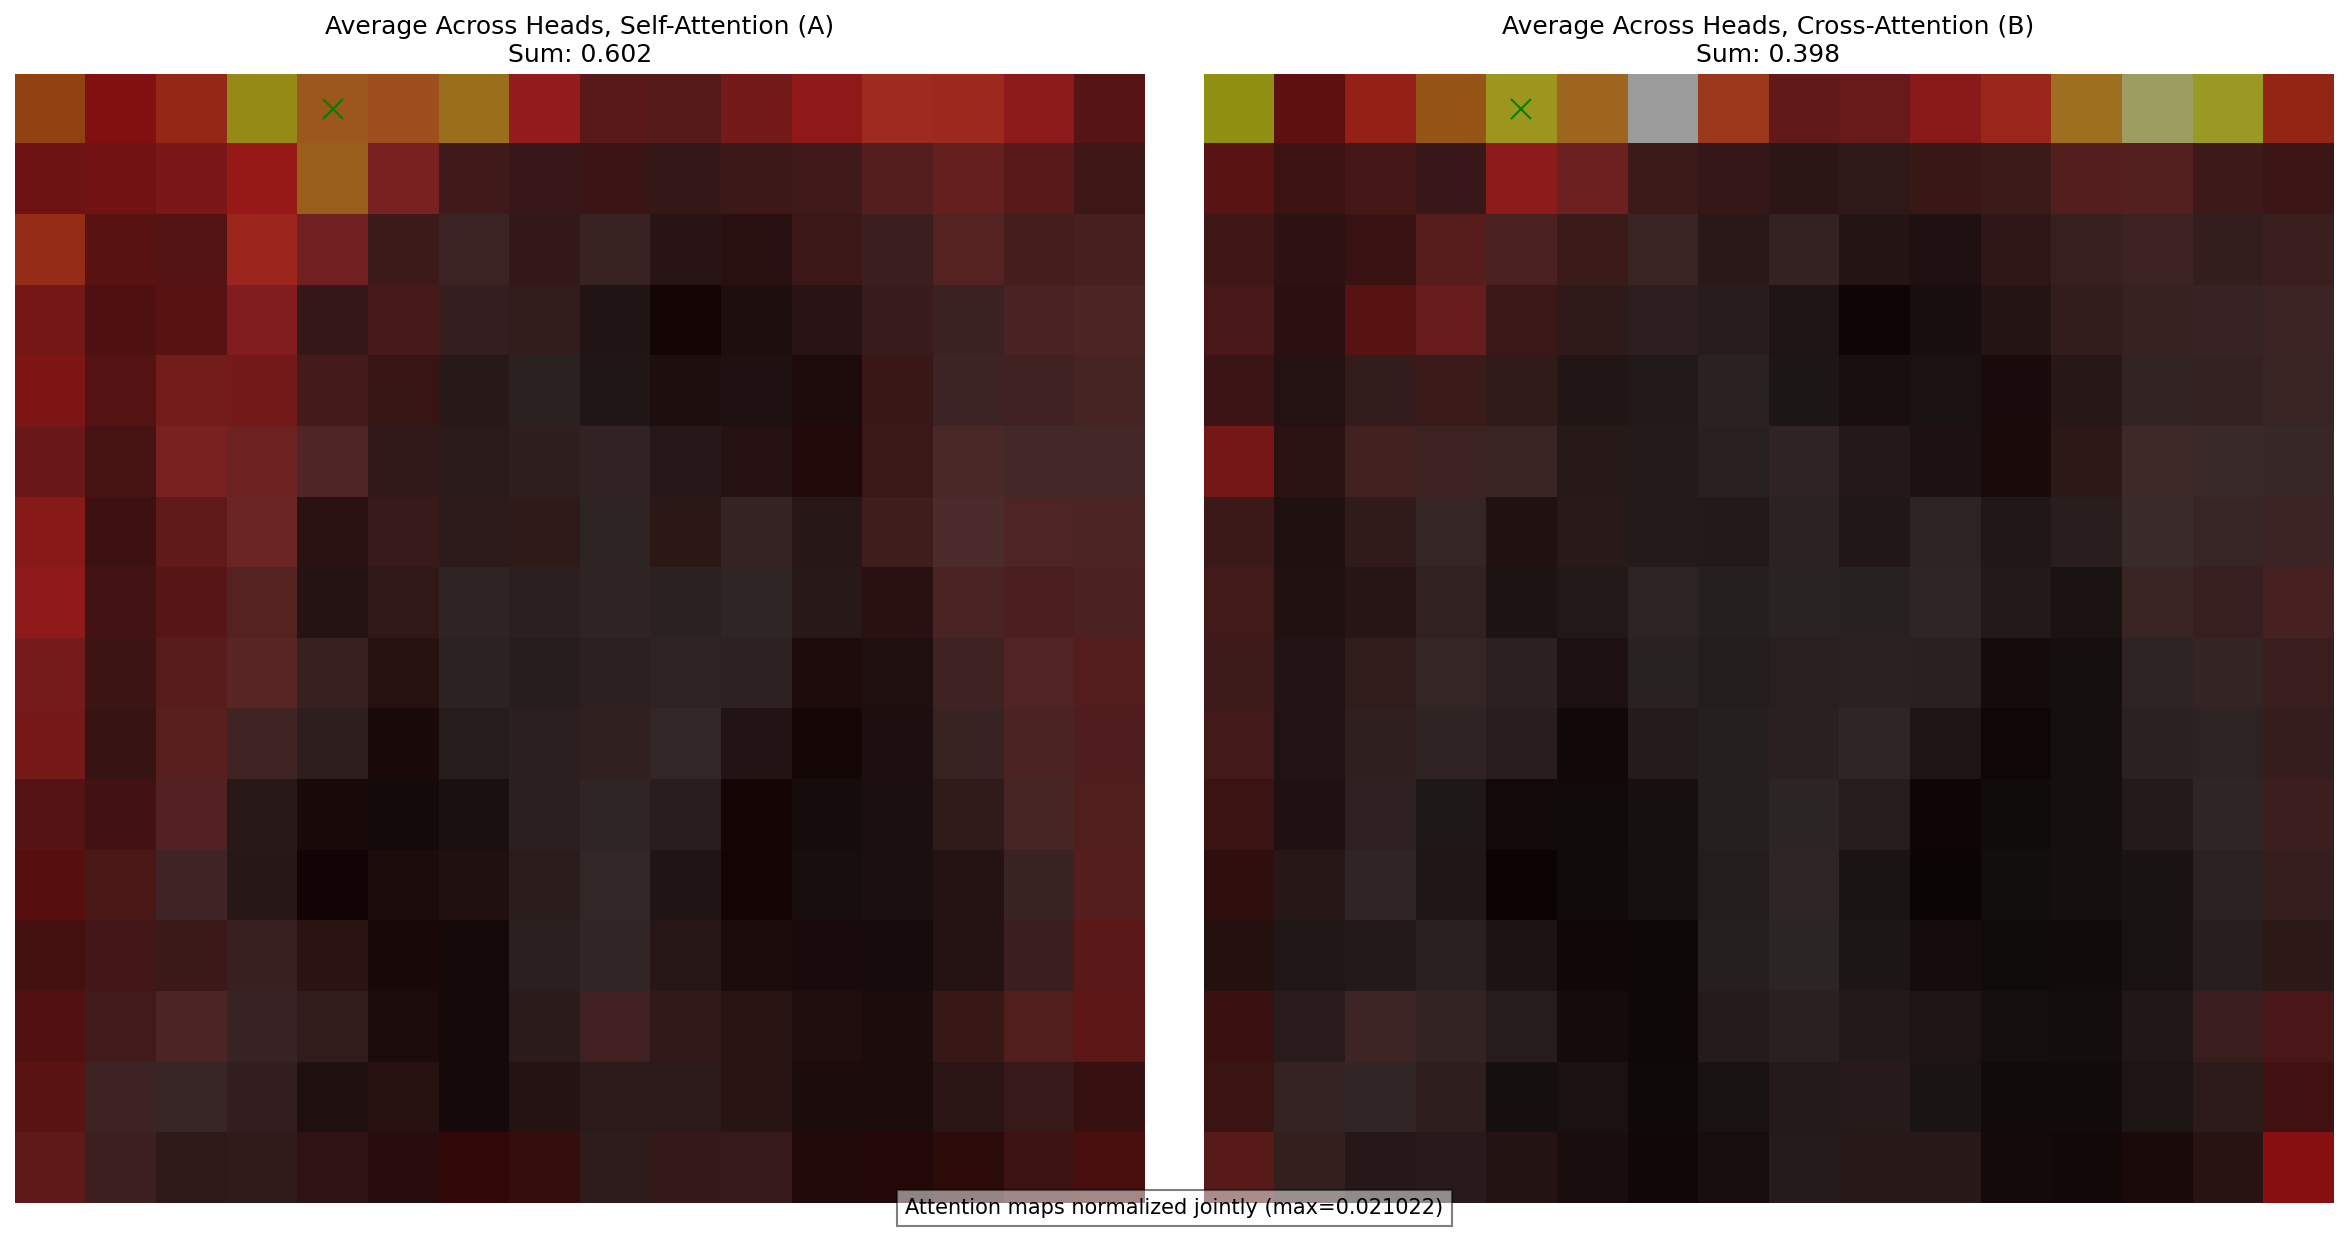 Average Across Heads, Self-Attention (A)
Sum: 0.602
Average Across Heads, Cross-Attention (B)
Sum: 0.398
Attention maps normalized jointly (max=0.021022)